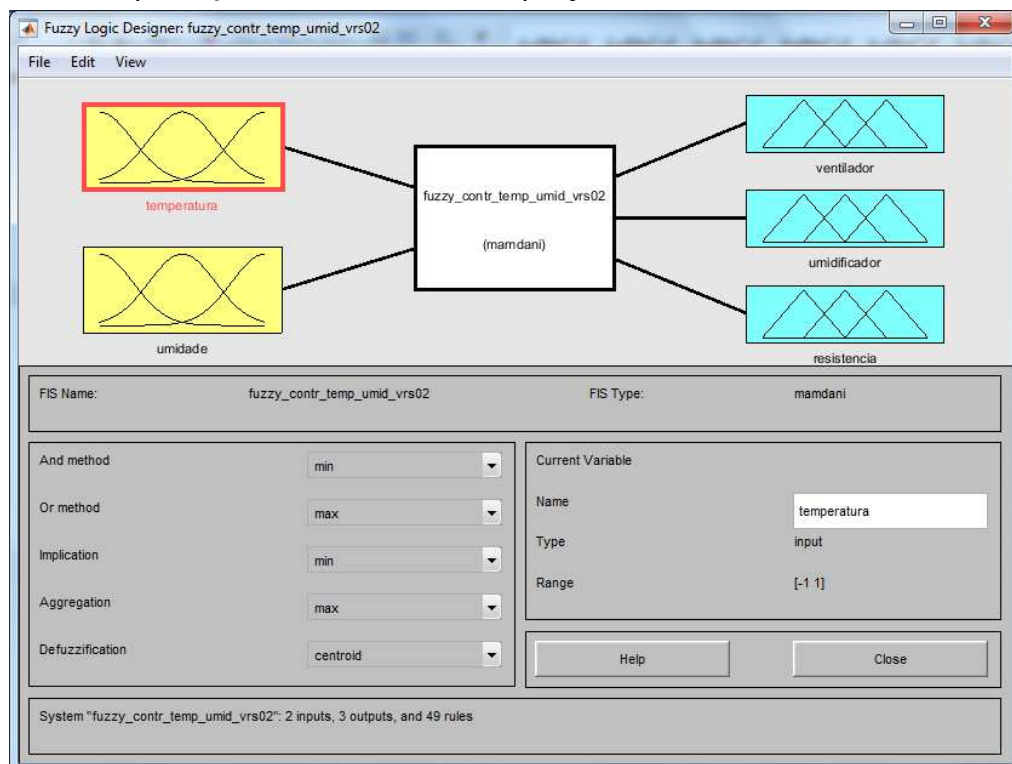 Fuzzy Logic Designer: fuzzy_contr_temp_umid_vrs02
File Edit View
temperatura
umidade
fuzzy_contr_temp_umid_vrs02
(mamdani)
ventilador
umidificador
resistencia
FIS Name: fuzzy_contr_temp_umid_vrs02 FIS Type: mamdani
And method min
Or method max
Implication min
Aggregation max
Defuzzification centroid
Current Variable
Name temperatura
Type input
Range [-1 1]
Help Close
System "fuzzy_contr_temp_umid_vrs02": 2 inputs, 3 outputs, and 49 rules